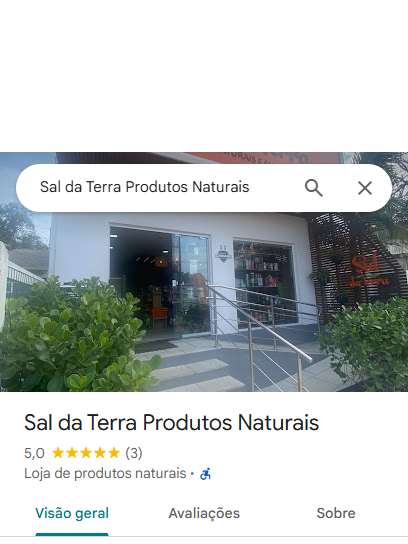 Sal da Terra Produtos Naturais
Sal
da terra
Sal da Terra Produtos Naturais
5,0 (3)
Loja de produtos naturais ·
Visão geral
Avaliações
Sobre